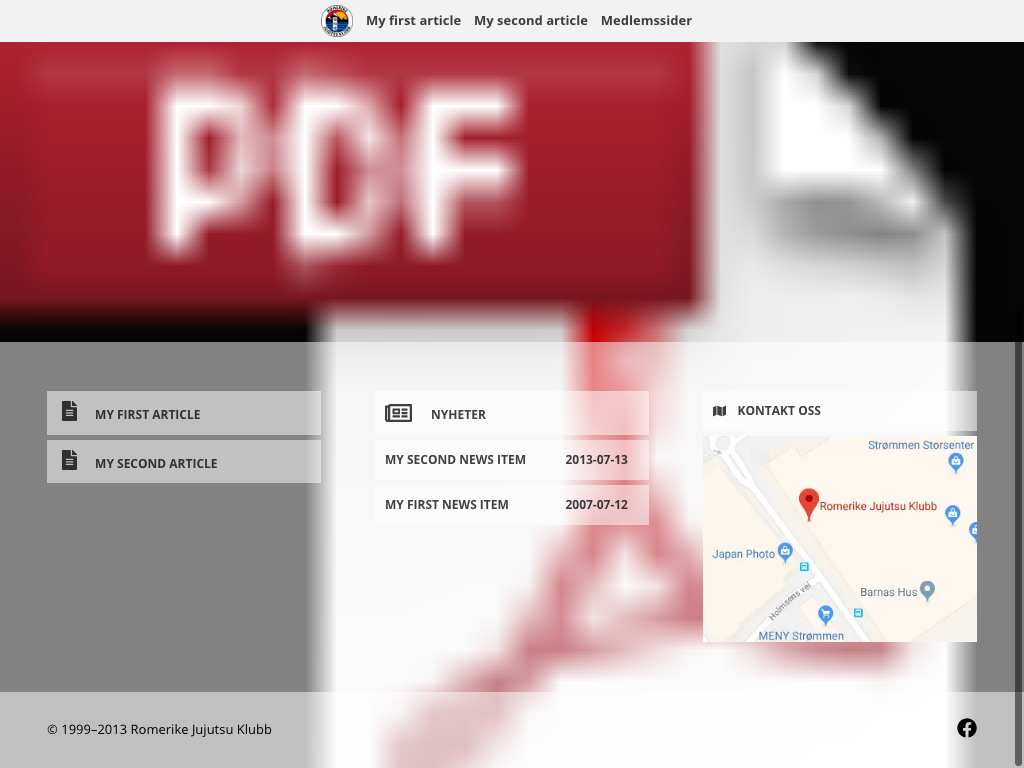 My first article My second article Medlemssider
PDF
MY FIRST ARTICLE
MY SECOND ARTICLE
NYHETER
MY SECOND NEWS ITEM 2013-07-13
MY FIRST NEWS ITEM 2007-07-12
KONTAKT OSS
Strømmen Storsenter
Romerike Jujutsu Klubb
Japan Photo
Barnas Hus
Holmsens vei
MENY Strømmen
© 1999–2013 Romerike Jujutsu Klubb